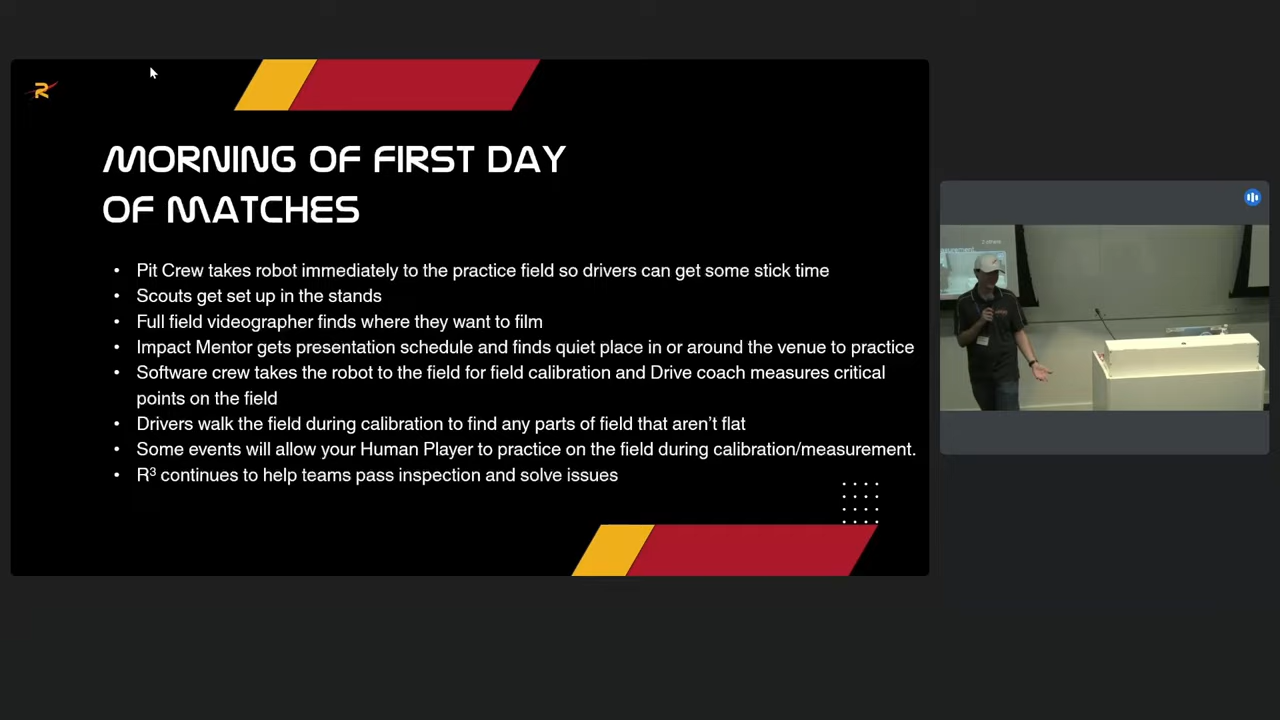 R
MORNING OF FIRST DAY
OF MATCHES
• Pit Crew takes robot immediately to the practice field so drivers can get some stick time
• Scouts get set up in the stands
• Full field videographer finds where they want to film
• Impact Mentor gets presentation schedule and finds quiet place in or around the venue to practice
• Software crew takes the robot to the field for field calibration and Drive coach measures critical
points on the field
• Drivers walk the field during calibration to find any parts of field that aren’t flat
• Some events will allow your Human Player to practice on the field during calibration/measurement.
• R³ continues to help teams pass inspection and solve issues